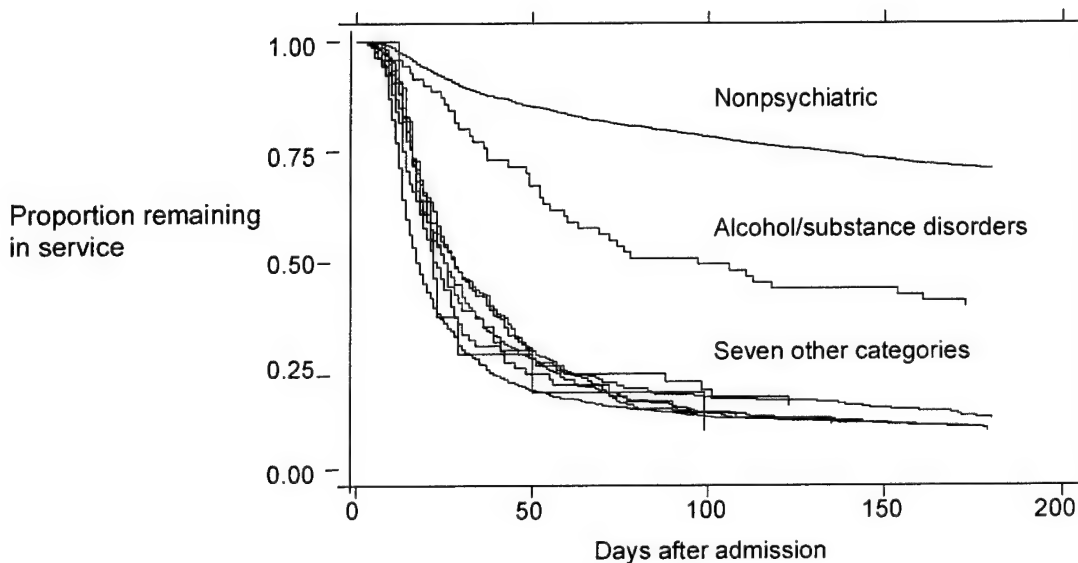 1.00
0.75
0.50
0.25
0.00
Proportion remaining
in service
Nonpsychiatric
Alcohol/substance disorders
Seven other categories
0
50
100
150
200
Days after admission